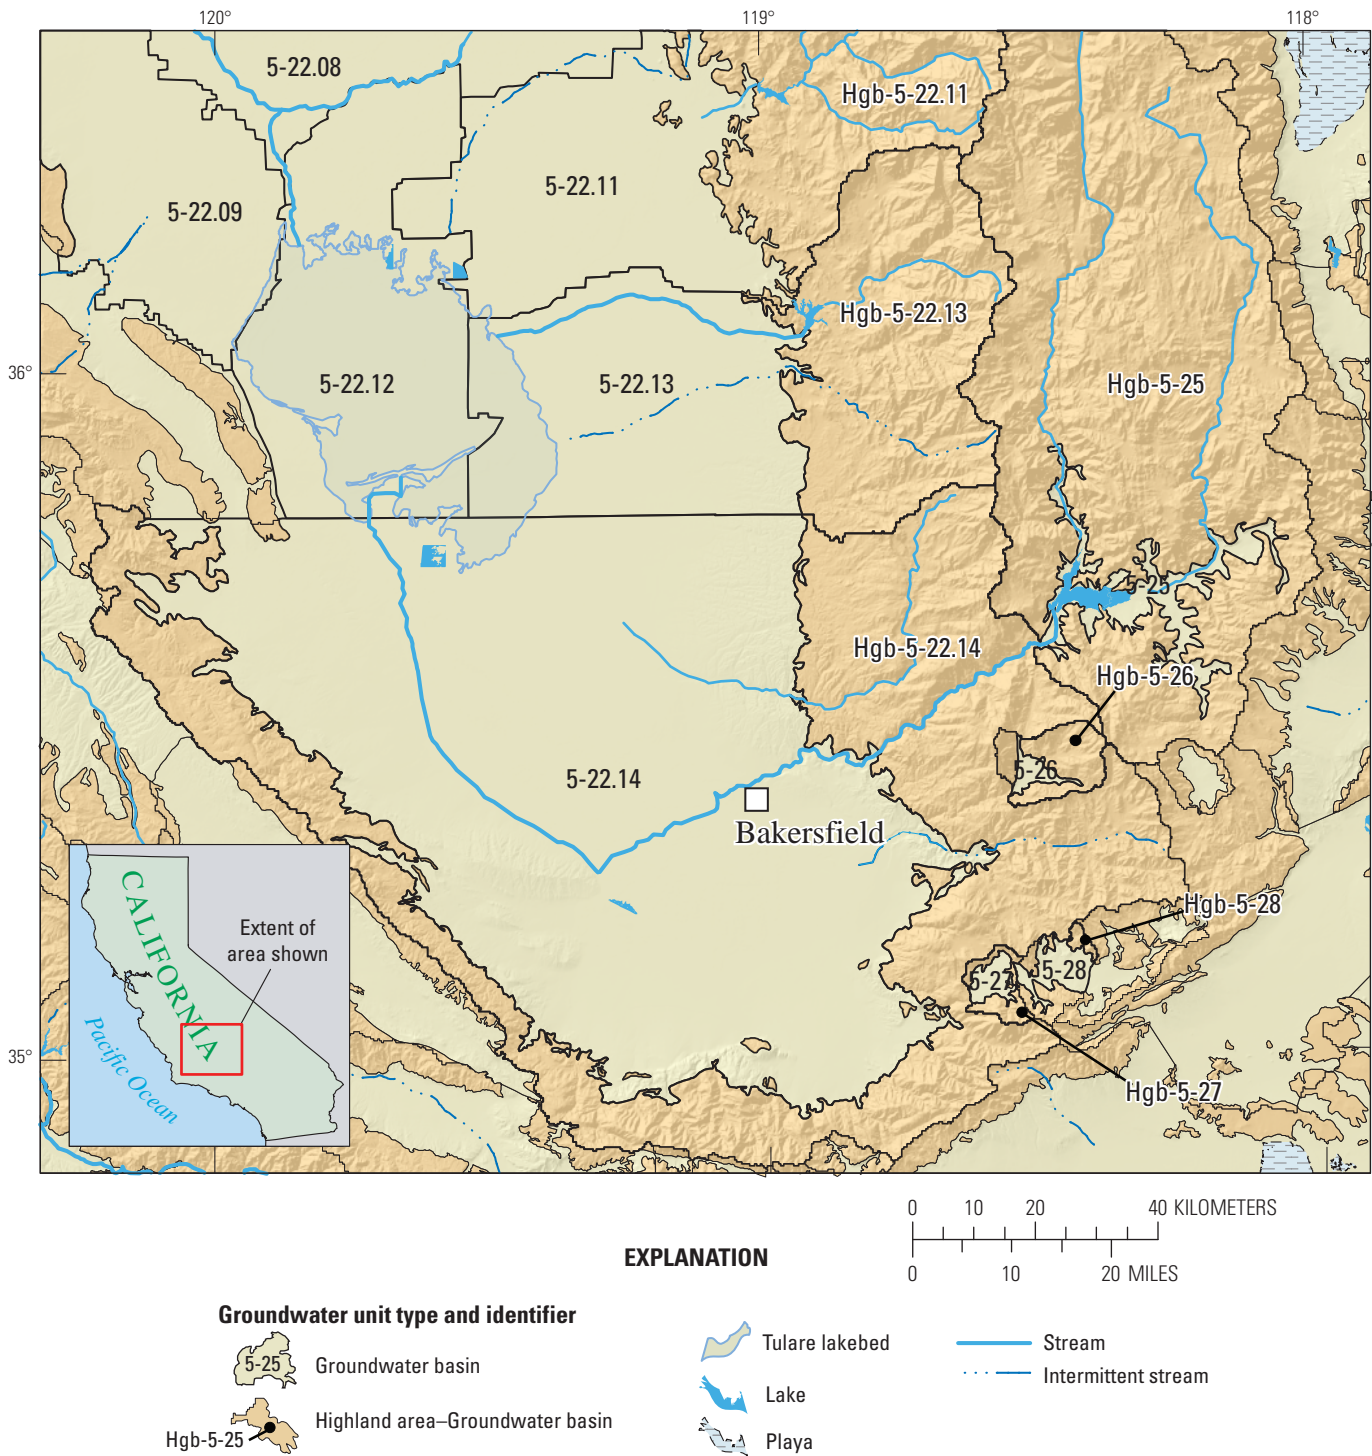 120°
119°
118°
5-22.08
Hgb-5-22.11
5-22.11
5-22.09
Hgb-5-22.13
36°
5-22.12
5-22.13
Hgb-5-25
5-25
Hgb-5-22.14
Hgb-5-26
5-26
5-22.14
Bakersfield
Hgb-5-28
5-28
5-27
Hgb-5-27
35°
CALIFORNIA
Extent of
area shown
Pacific Ocean
0 10 20 40 KILOMETERS
0 10 20 MILES
EXPLANATION
Groundwater unit type and identifier
5-25 Groundwater basin
Hgb-5-25 Highland area–Groundwater basin
Tulare lakebed
Lake
Playa
Stream
Intermittent stream